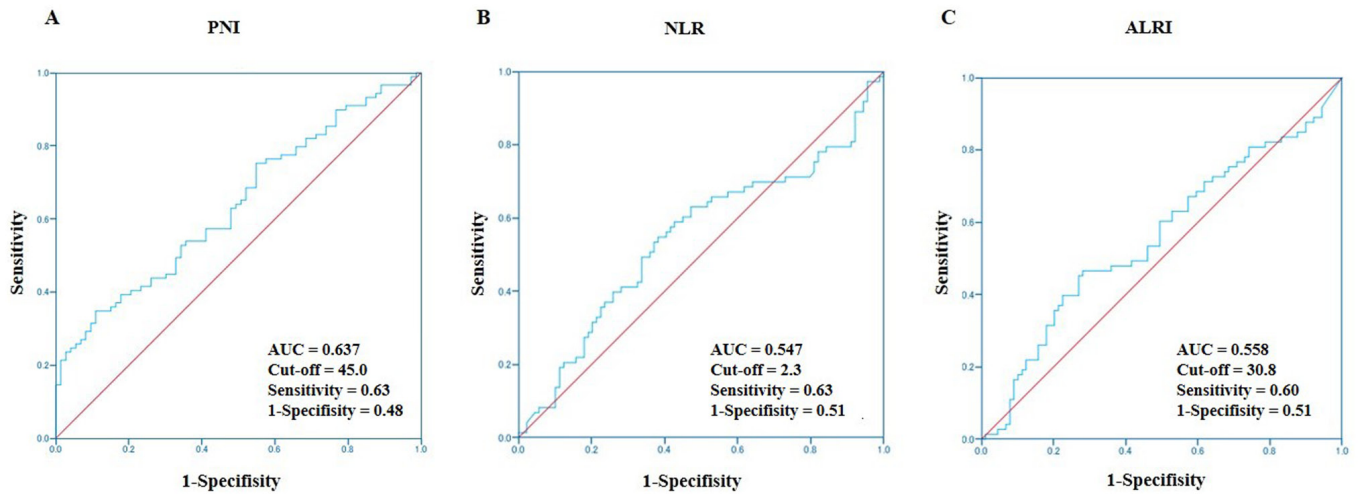 A
PNI
Sensitivity
1.0
0.8
0.6
0.4
0.2
0.0
0.0 0.2 0.4 0.6 0.8 1.0
AUC = 0.637
Cut-off = 45.0
Sensitivity = 0.63
1-Specifisity = 0.48
1-Specifisity
B
NLR
Sensitivity
1.0
0.8
0.6
0.4
0.2
0.0
0.0 0.2 0.4 0.6 0.8 1.0
AUC = 0.547
Cut-off = 2.3
Sensitivity = 0.63
1-Specifisity = 0.51
1-Specifisity
C
ALRI
Sensitivity
1.0
0.8
0.6
0.4
0.2
0.0
0.0 0.2 0.4 0.6 0.8 1.0
AUC = 0.558
Cut-off = 30.8
Sensitivity = 0.60
1-Specifisity = 0.51
1-Specifisity